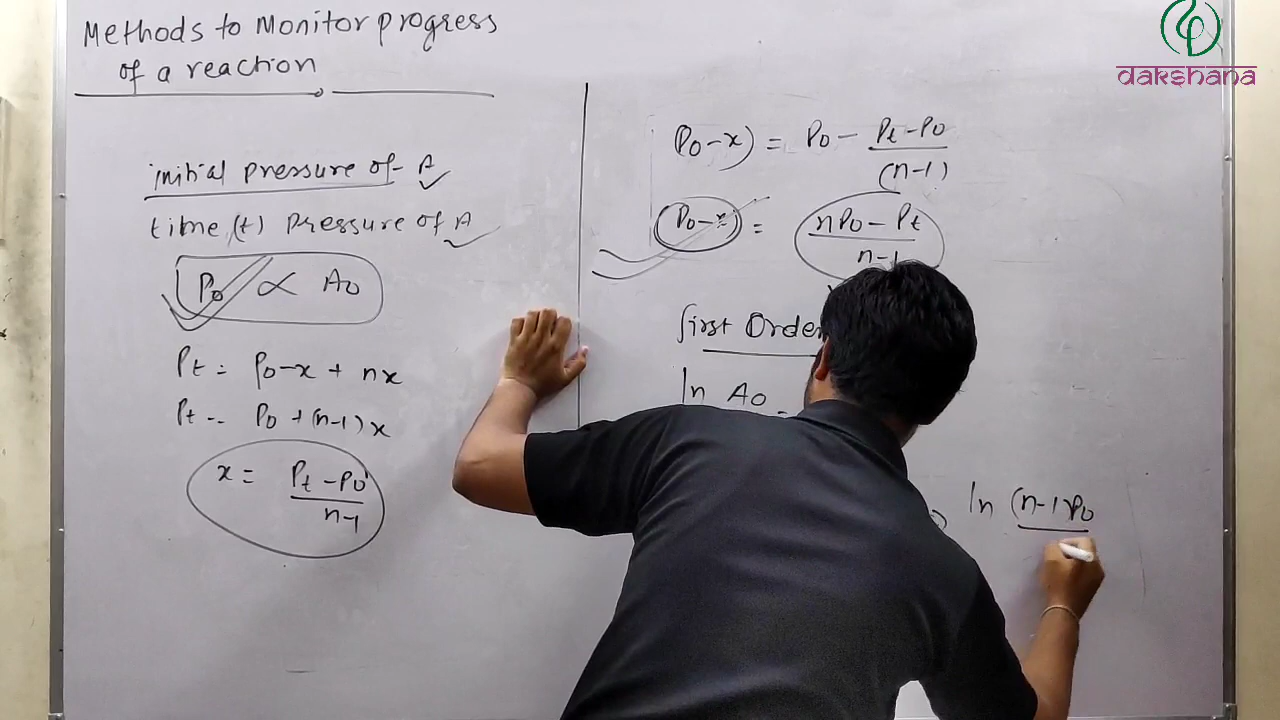 Methods to Monitor progress
of a reaction
initial pressure of A
time (t) pressure of A
P₀ ∝ A₀
Pt = P₀-x + nx
Pt = P₀ + (n-1)x
x = Pt - P₀ / n-1
P₀-x) = P₀ - Pt-P₀ / (n-1)
P₀-x = nP₀ - Pt / n-1
first Order
ln A₀ =
ln (n-1)P₀
dakshana